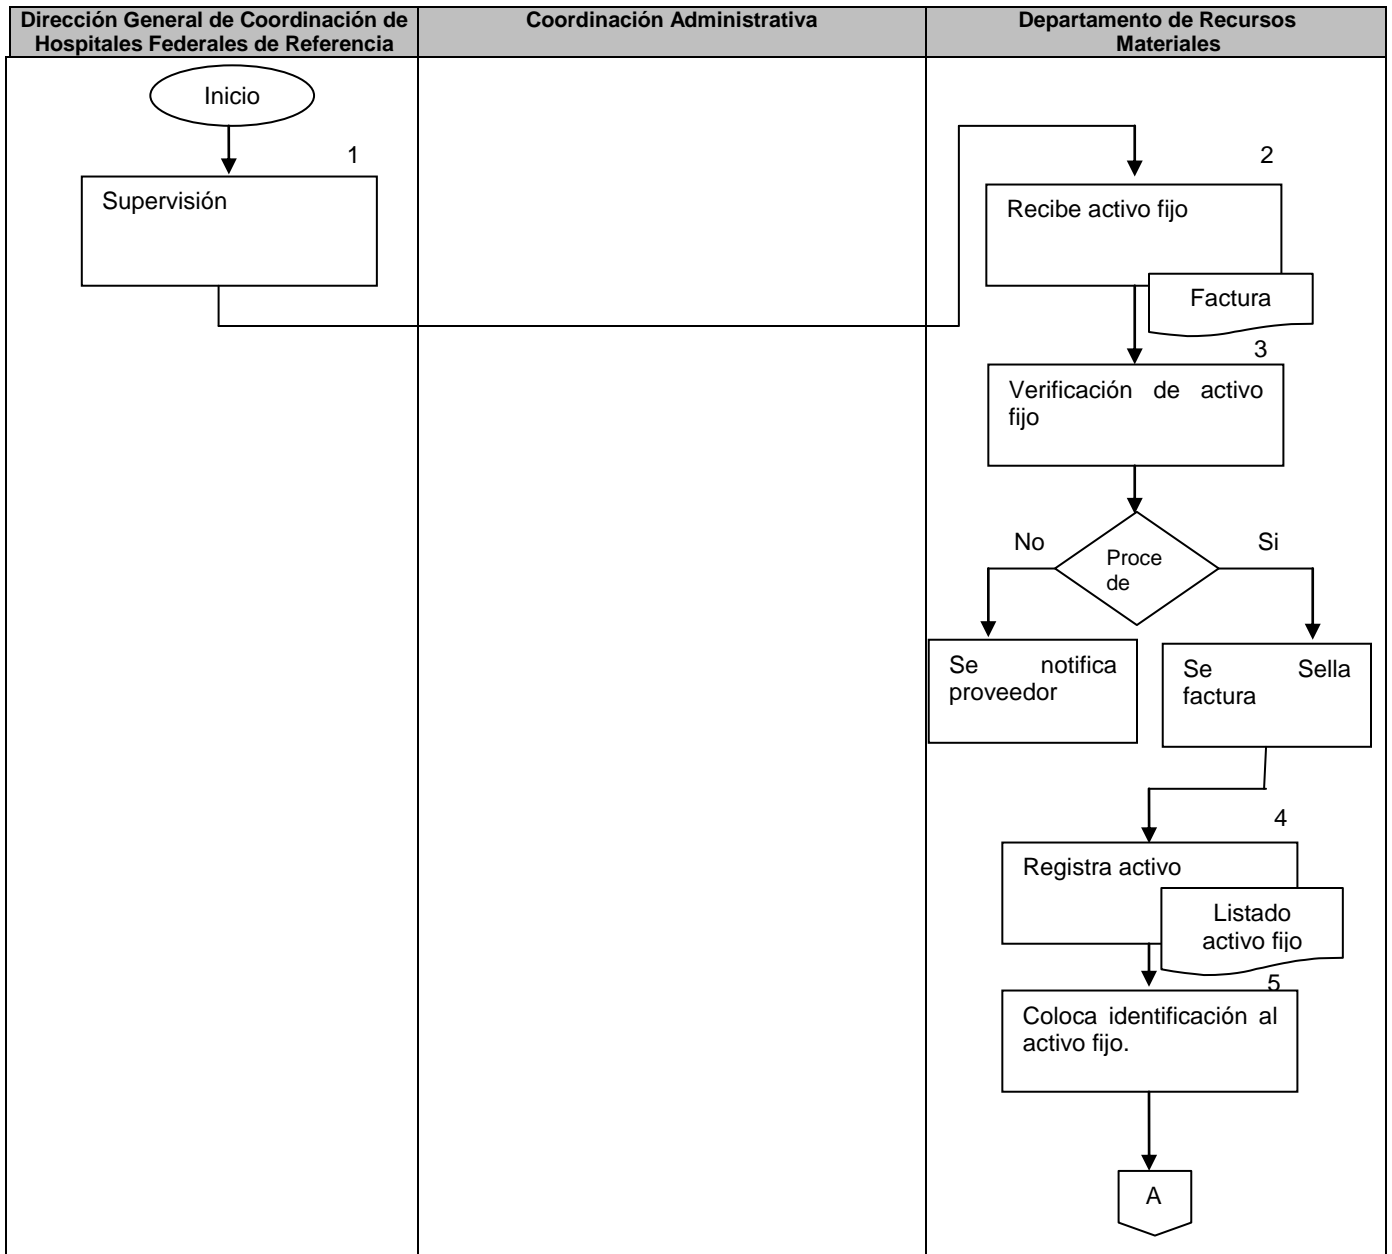 Dirección General de Coordinación de
Hospitales Federales de Referencia
Coordinación Administrativa
Departamento de Recursos
Materiales
Inicio
1
Supervisión
2
Recibe activo fijo
Factura
3
Verificación de activo
fijo
No
Si
Proce
de
Se notifica
proveedor
Se Sella
factura
4
Registra activo
Listado
activo fijo
5
Coloca identificación al
activo fijo.
A